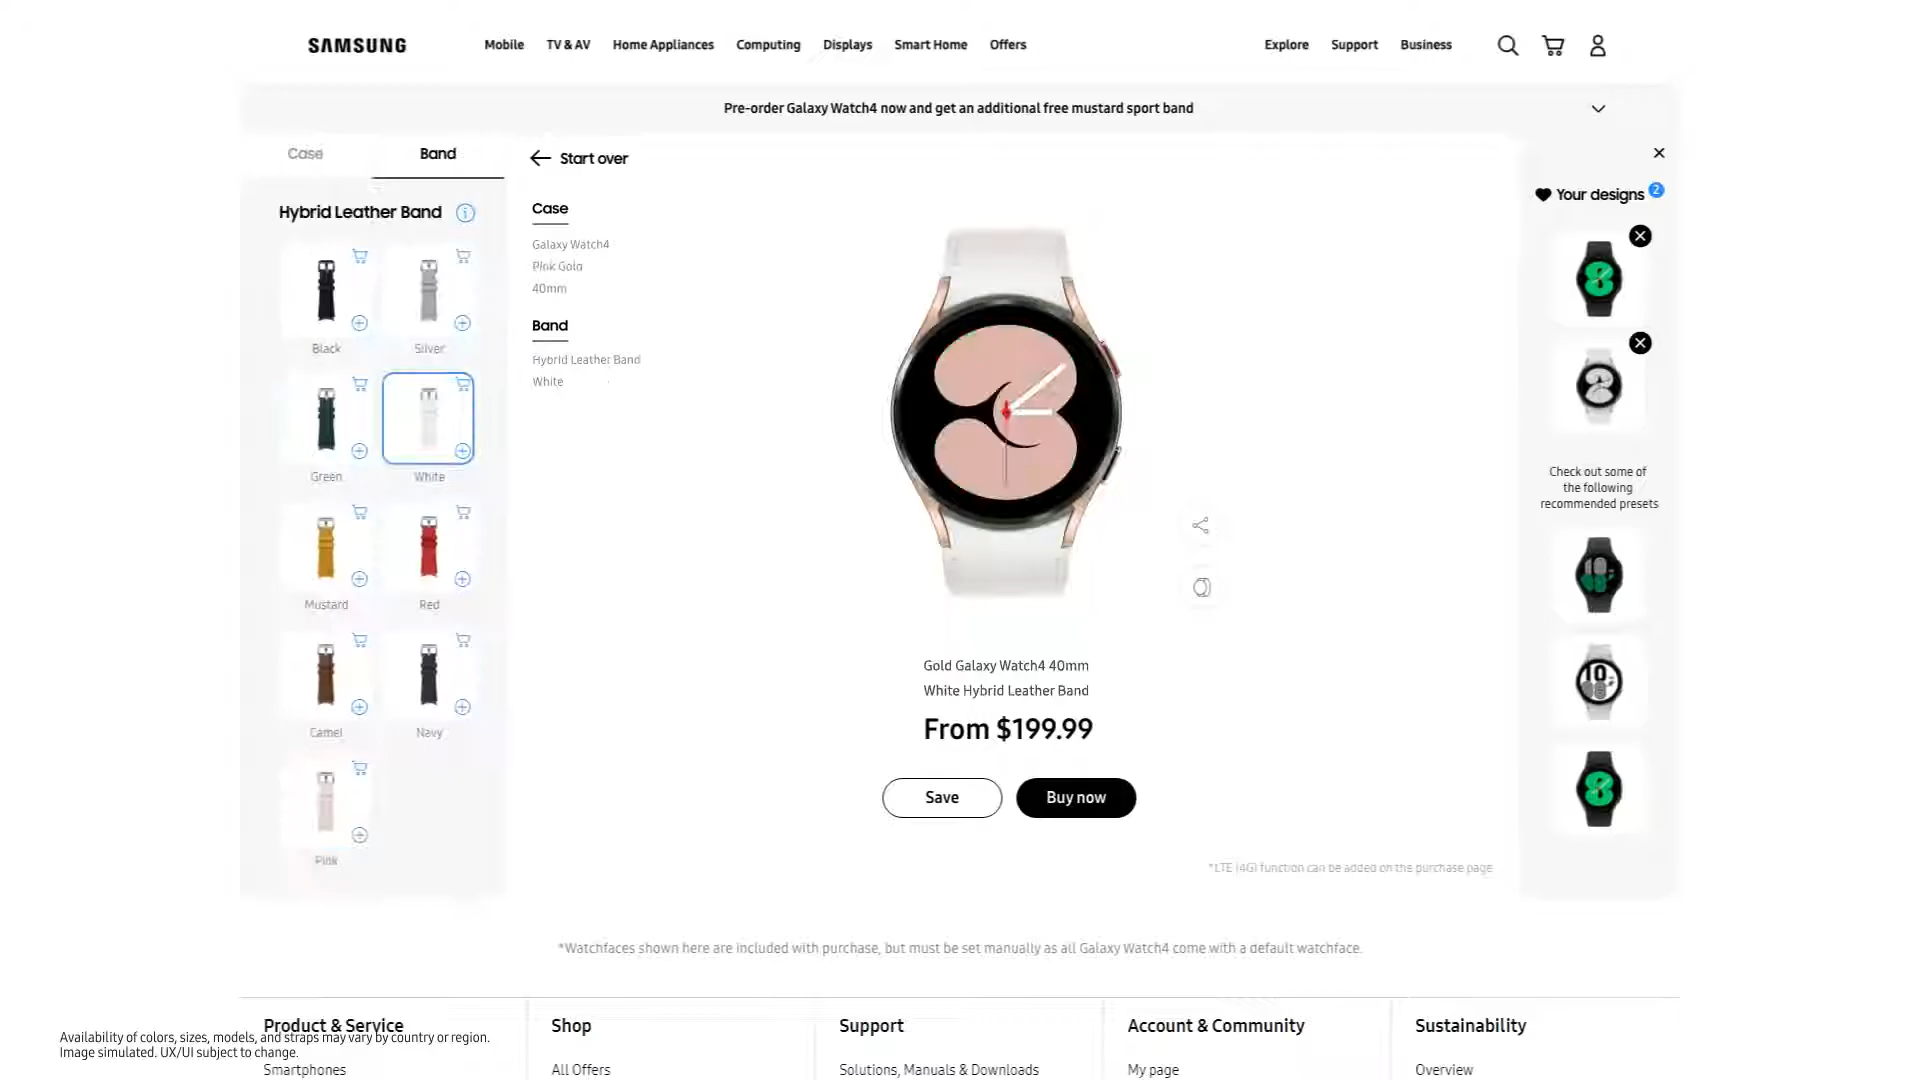 SAMSUNG
Mobile TV & AV Home Appliances Computing Displays Smart Home Offers
Explore Support Business
Pre-order Galaxy Watch4 now and get an additional free mustard sport band
Case Band
Hybrid Leather Band
Black Silver
Green White
Mustard Red
Camel Navy
Pink
Start over
Case
Galaxy Watch4
Pink Gold
40mm
Band
Hybrid Leather Band
White
Gold Galaxy Watch4 40mm
White Hybrid Leather Band
From $199.99
Save Buy now
*LTE (4G) function can be added on the purchase page
Your designs 2
Check out some of
the following
recommended presets
10
*Watchfaces shown here are included with purchase, but must be set manually as all Galaxy Watch4 come with a default watchface.
Product & Service Shop Support Account & Community Sustainability
Smartphones All Offers Solutions, Manuals & Downloads My page Overview
Availability of colors, sizes, models, and straps may vary by country or region.
Image simulated. UX/UI subject to change.